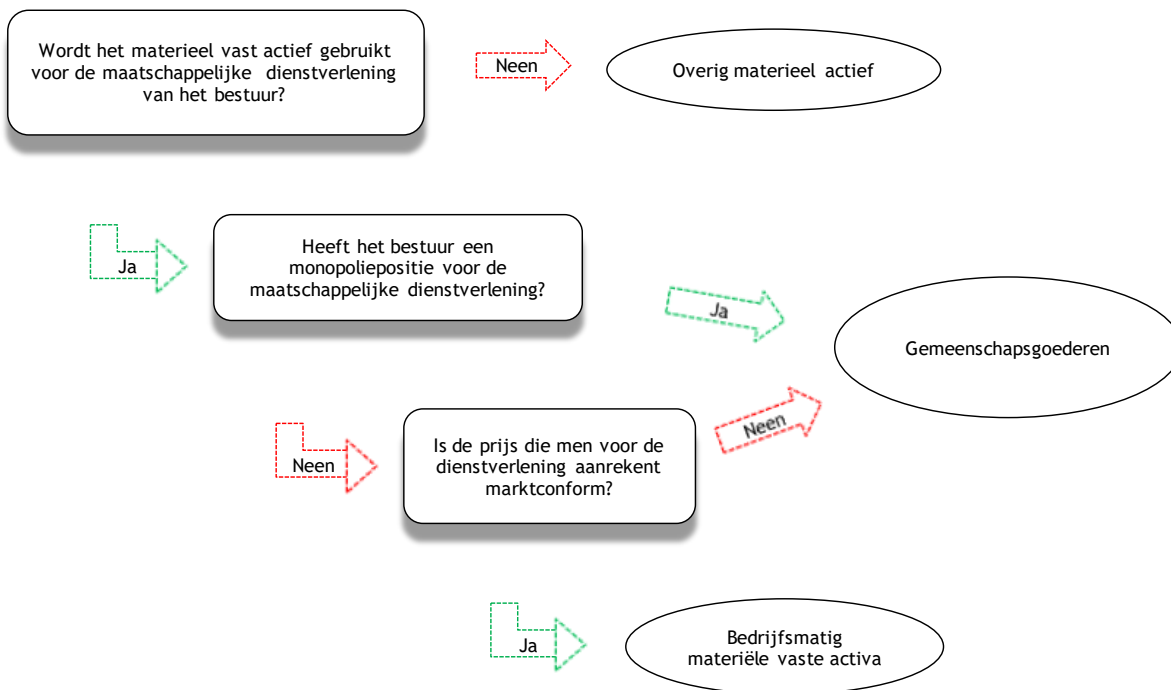 Wordt het materieel vast actief gebruikt
voor de maatschappelijke dienstverlening
van het bestuur?
Neen
Overig materieel actief
Ja
Heeft het bestuur een
monopoliepositie voor de
maatschappelijke dienstverlening?
Ja
Gemeenschapsgoederen
Neen
Is de prijs die men voor de
dienstverlening aanrekent
marktconform?
Neen
Ja
Bedrijfsmatig
materiële vaste activa